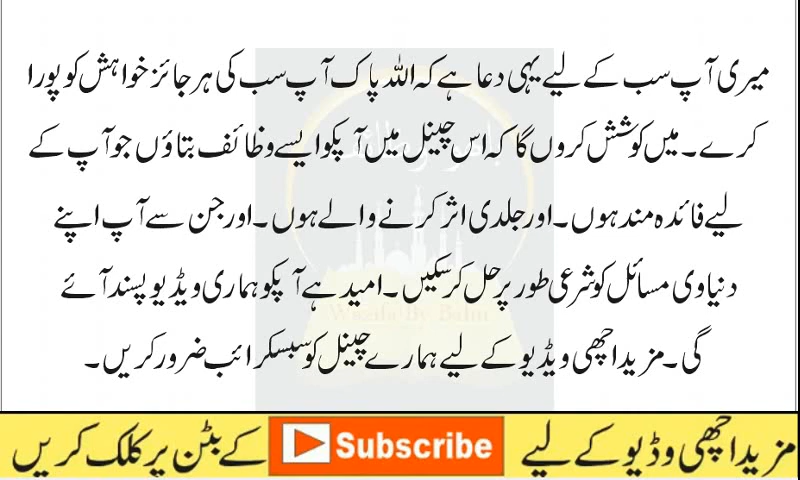 میری آپ سب کے لیے یہی دعا ہے کہ اللہ پاک آپ سب کی ہر جائز خواہش کو پورا
کرے۔ میں کوشش کروں گا کہ اس چینل میں آپکو ایسے وظائف بتاؤں جو آپ کے
لیے فائدہ مند ہوں۔ اور جلدی اثر کرنے والے ہوں۔ اور جن سے آپ اپنے
دنیاوی مسائل کو شرعی طور پر حل کر سکیں۔ امید ہے آپکو ہماری ویڈیو پسند آئے
گی۔ مزید اچھی ویڈیو کے لیے ہمارے چینل کو سبسکرائب ضرور کریں۔
مزید اچھی وڈیو کے لیے Subscribe کے بٹن پر کلک کریں